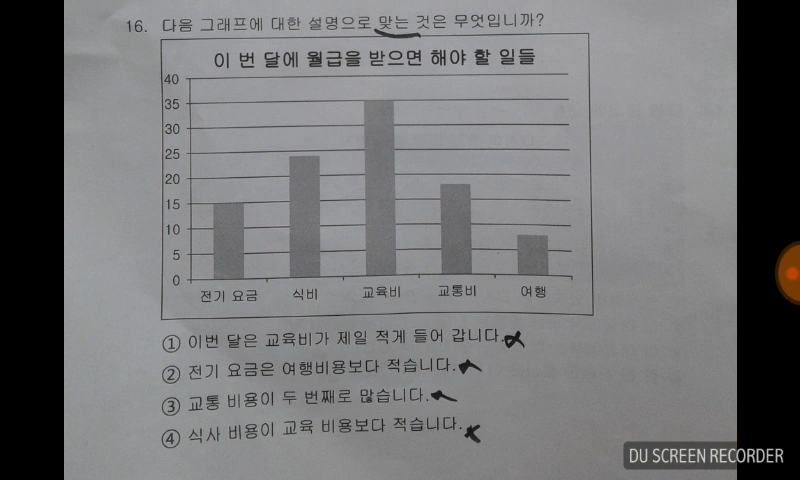 16. 다음 그래프에 대한 설명으로 맞는 것은 무엇입니까?
이 번 달에 월급을 받으면 해야 할 일들
40
35
30
25
20
15
10
5
0
전기 요금 식비 교육비 교통비 여행
① 이번 달은 교육비가 제일 적게 들어 갑니다.
② 전기 요금은 여행비용보다 적습니다.
③ 교통 비용이 두 번째로 많습니다.
④ 식사 비용이 교육 비용보다 적습니다.
DU SCREEN RECORDER